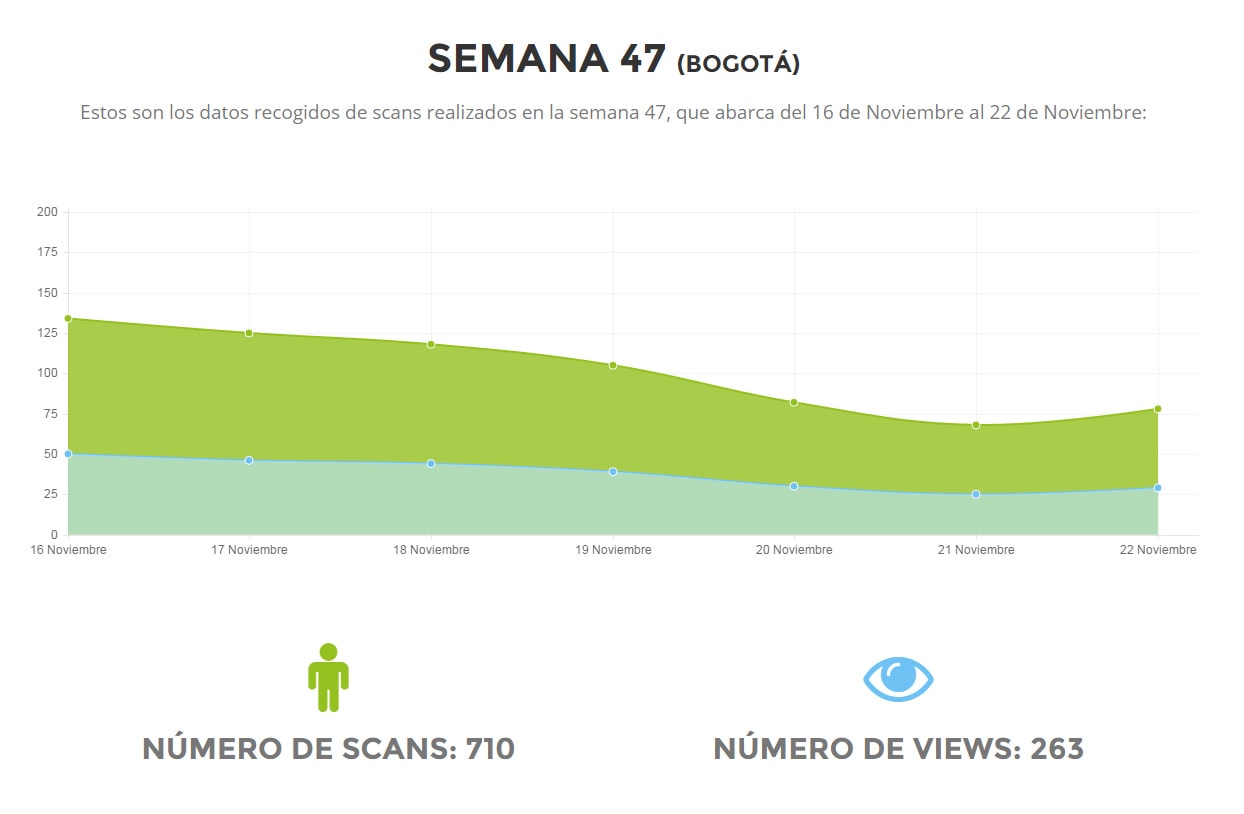 SEMANA 47 (BOGOTÁ)
Estos son los datos recogidos de scans realizados en la semana 47, que abarca del 16 de Noviembre al 22 de Noviembre:
200
175
150
125
100
75
50
25
0
16 Noviembre 17 Noviembre 18 Noviembre 19 Noviembre 20 Noviembre 21 Noviembre 22 Noviembre
NÚMERO DE SCANS: 710 NÚMERO DE VIEWS: 263